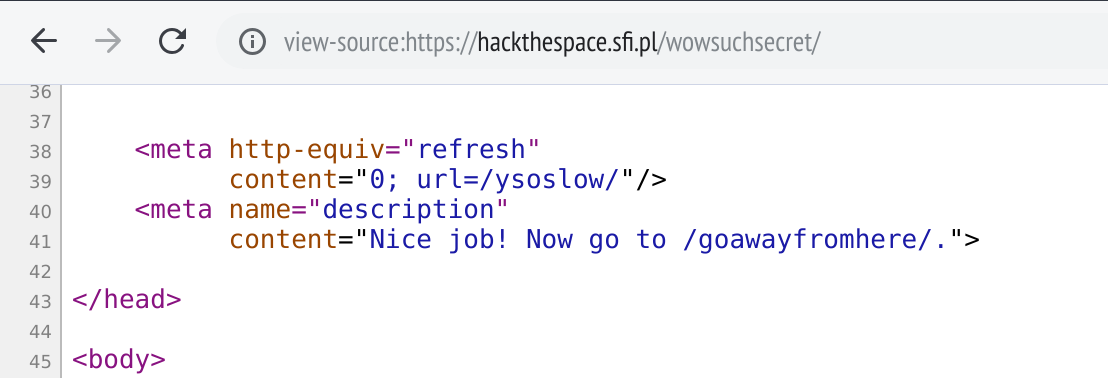 view-source:https://hackthespace.sfi.pl/wowsuchsecret/
36
37
38 <meta http-equiv="refresh"
39 content="0; url=/ysoslow/"/>
40 <meta name="description"
41 content="Nice job! Now go to /goawayfromhere/.">
42
43 </head>
44
45 <body>